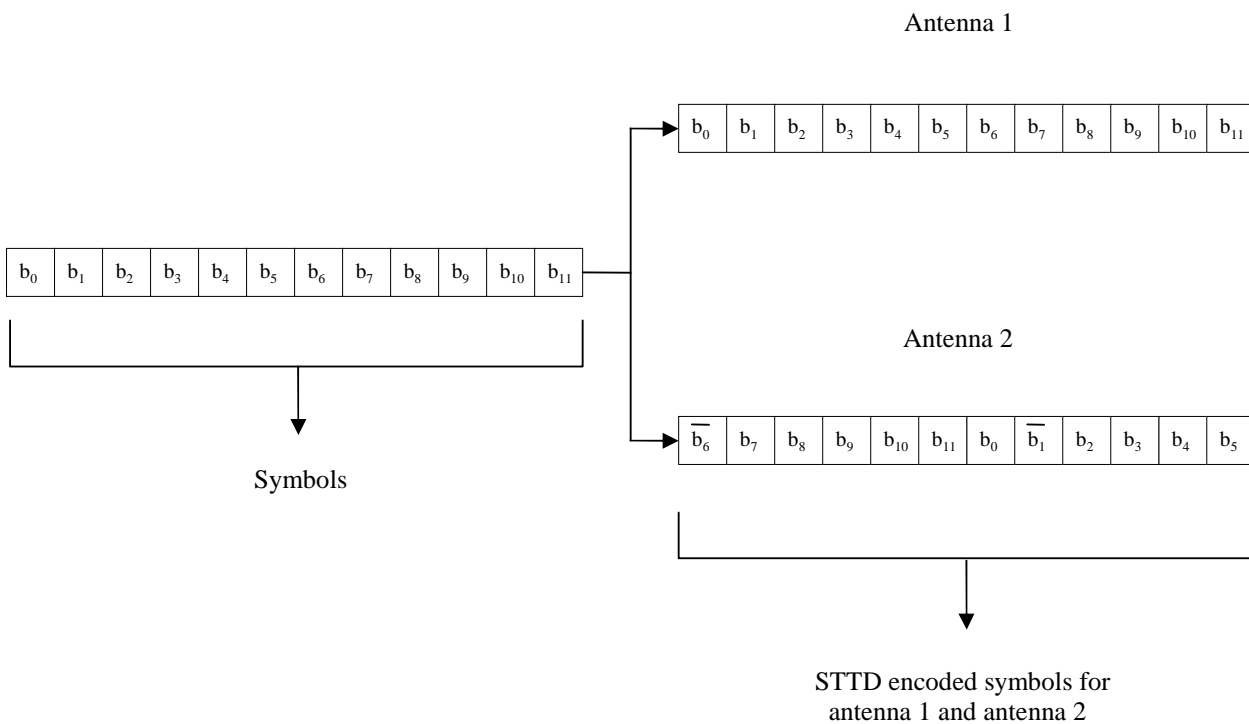 Antenna 1
b₀ b₁ b₂ b₃ b₄ b₅ b₆ b₇ b₈ b₉ b₁₀ b₁₁
b₀ b₁ b₂ b₃ b₄ b₅ b₆ b₇ b₈ b₉ b₁₀ b₁₁
Antenna 2
b̅₆ b₇ b₈ b₉ b₁₀ b₁₁ b₀ b̅₁ b₂ b₃ b₄ b₅
Symbols
STTD encoded symbols for
antenna 1 and antenna 2